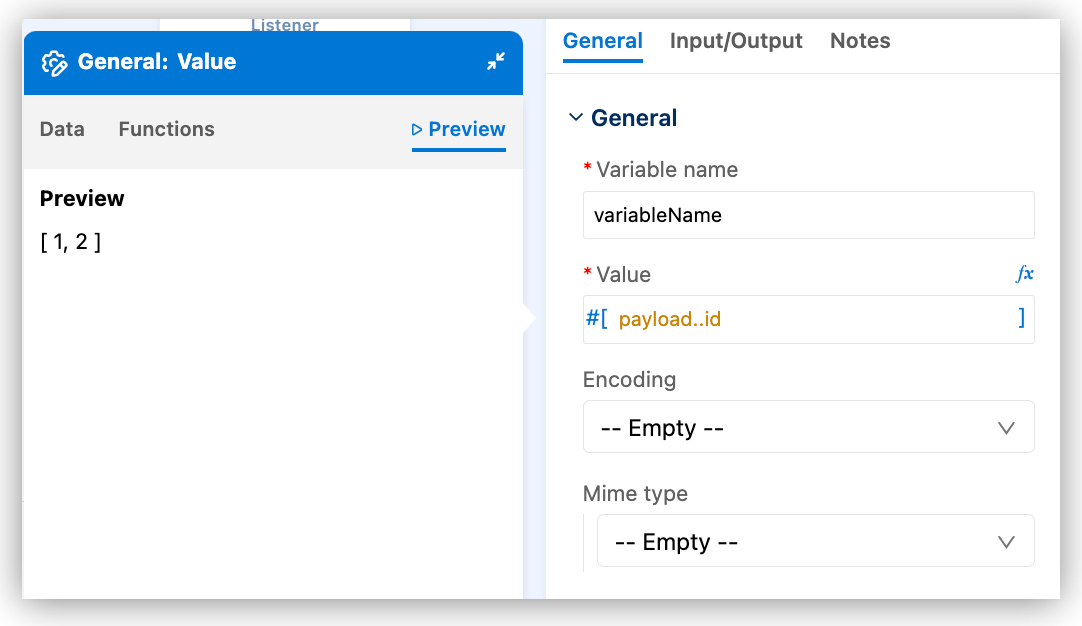 Listener
General: Value
Data
Functions
Preview
Preview
[ 1, 2 ]
General
Input/Output
Notes
General
* Variable name
variableName
* Value
fx
#[ payload..id ]
Encoding
-- Empty --
Mime type
-- Empty --